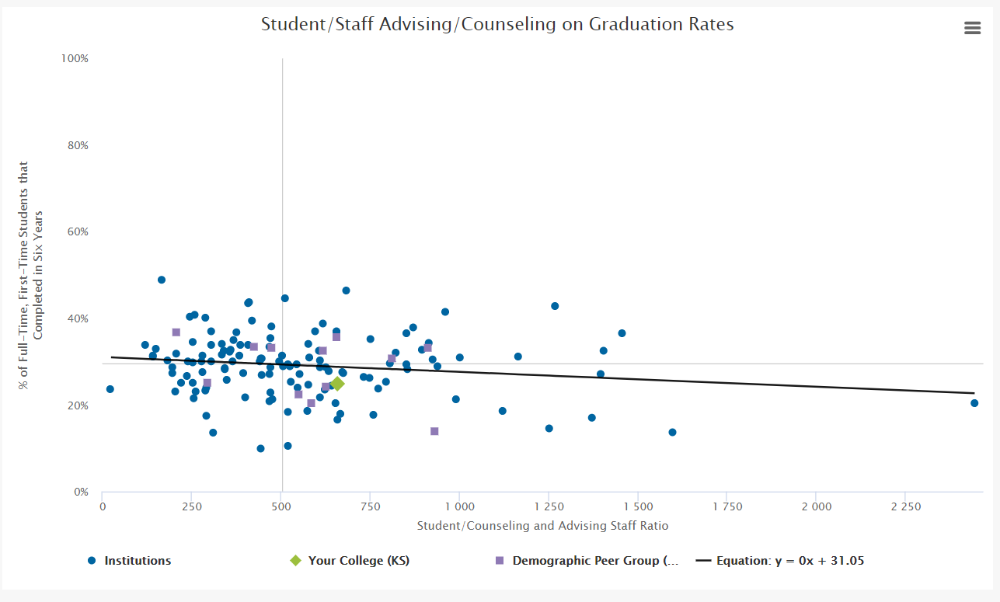 Student/Staff Advising/Counseling on Graduation Rates
100%
80%
60%
40%
20%
0%
% of Full-Time, First-Time Students that
Completed in Six Years
0
250
500
750
1 000
1 250
1 500
1 750
2 000
2 250
Student/Counseling and Advising Staff Ratio
Institutions
Your College (KS)
Demographic Peer Group (...
Equation: y = 0x + 31.05